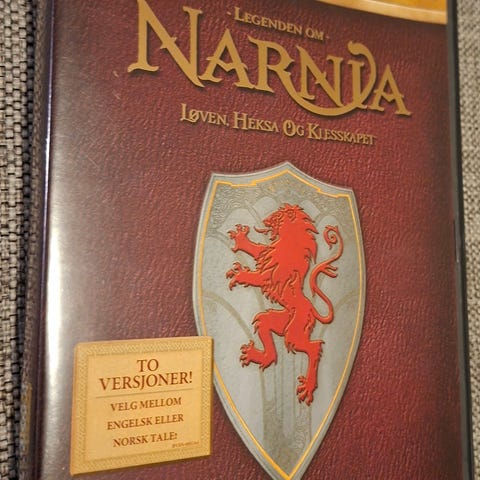 - LEGENDEN OM -
NARNIA
LØVEN, HEKSA OG KLESSKAPET
TO
VERSJONER!
VELG MELLOM
ENGELSK ELLER
NORSK TALE!